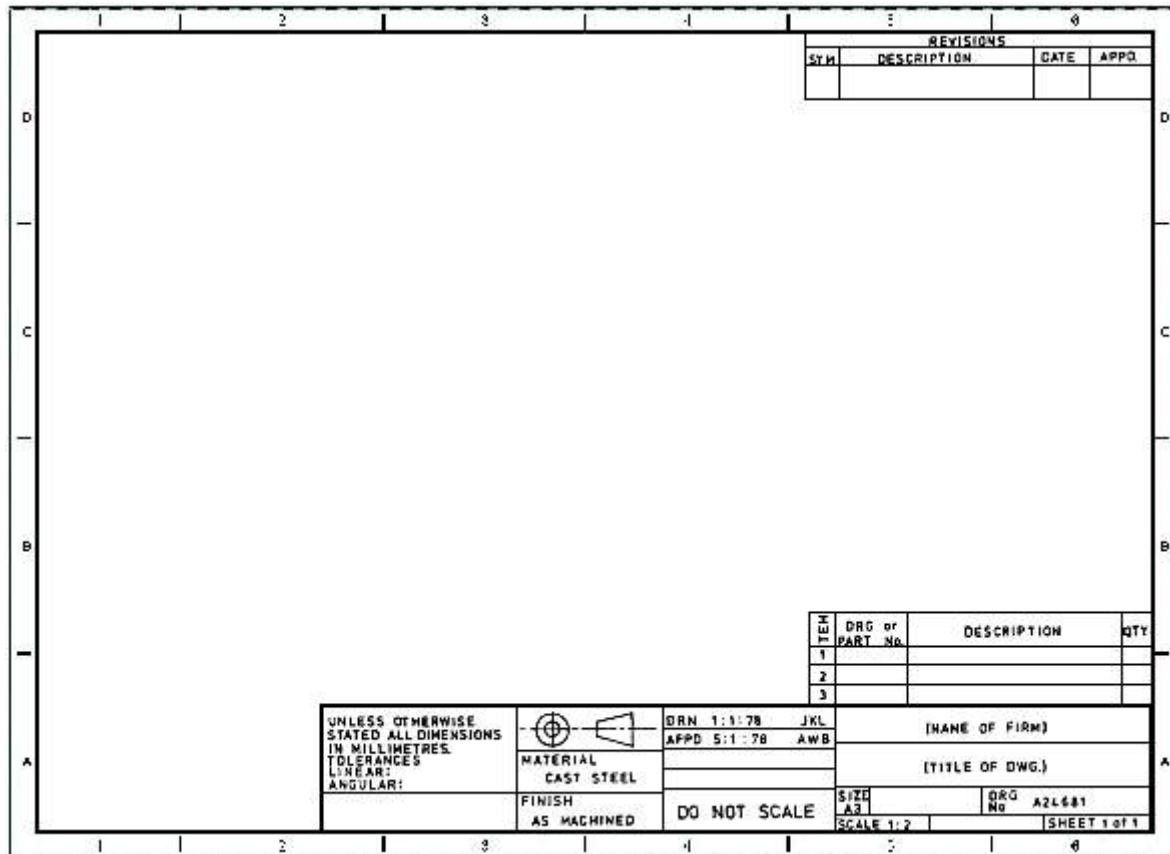 1 2 3 4 5 6
REVISIONS
SYM DESCRIPTION DATE APPD.
D D
C C
B B
A A
ITEM DRG or PART No. DESCRIPTION QTY
1
2
3
UNLESS OTHERWISE
STATED ALL DIMENSIONS
IN MILLIMETRES.
TOLERANCES
LINEAR:
ANGULAR:
MATERIAL
CAST STEEL
FINISH
AS MACHINED
DRN 1:1:78 JKL
APPD 5:1:78 AWB
DO NOT SCALE
(NAME OF FIRM)
(TITLE OF DWG.)
SIZE
A3
DRG
No
SCALE 1:2
SHEET 1 of 1
1 2 3 4 5 6